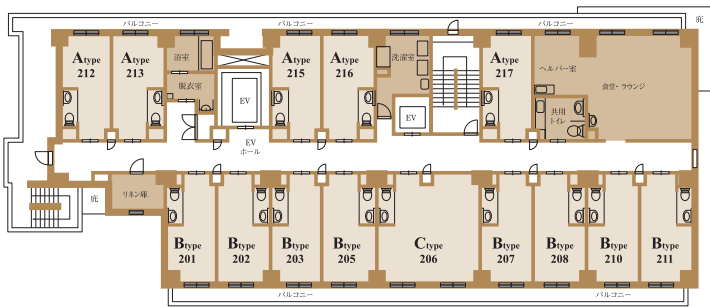 バルコニー
バルコニー
バルコニー
庇
Atype
212
Atype
213
浴室
脱衣室
EV
Atype
215
Atype
216
洗濯室
EV
Atype
217
ヘルパー室
食堂・ラウンジ
共用
トイレ
EV
ホール
庇
リネン庫
Btype
201
Btype
202
Btype
203
Btype
205
Ctype
206
Btype
207
Btype
208
Btype
210
Btype
211
バルコニー
バルコニー